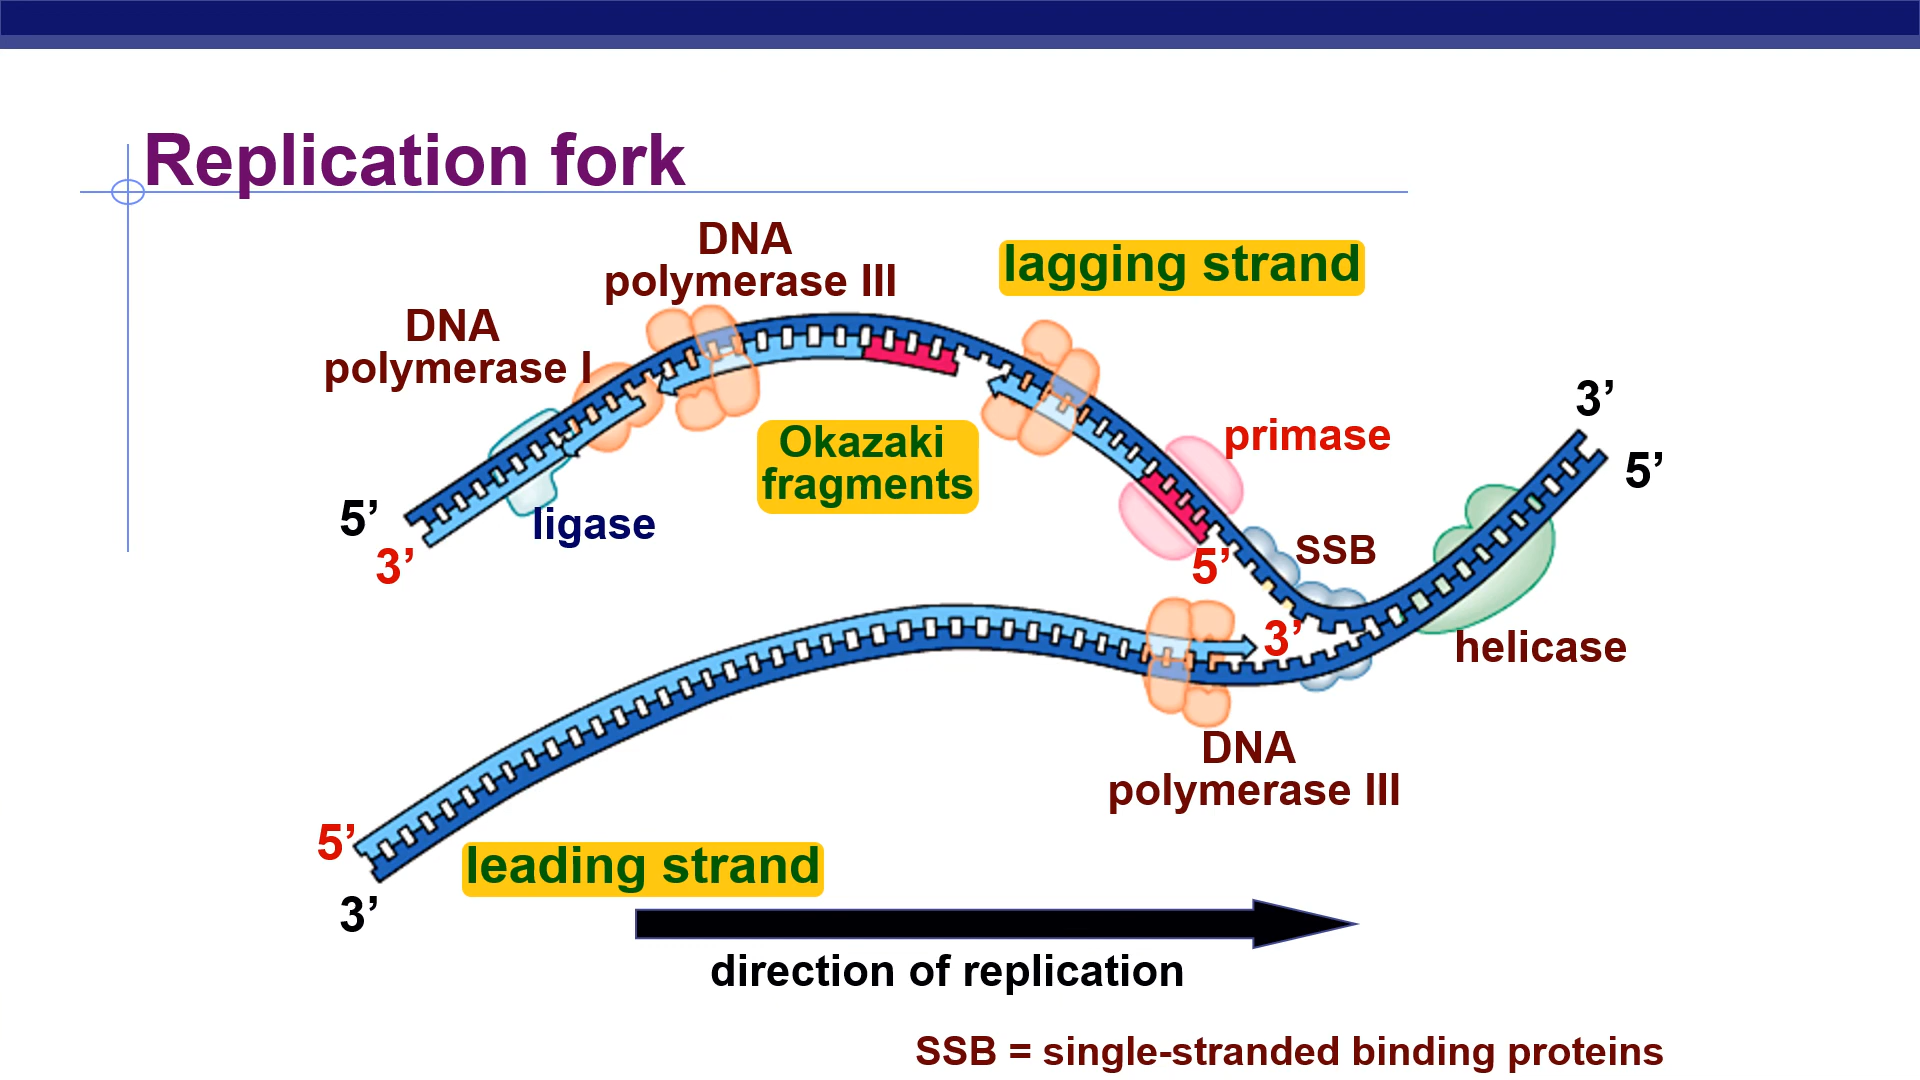 Replication fork
DNA
polymerase III
lagging strand
DNA
polymerase I
3’
Okazaki
fragments
primase
5’
5’
ligase
3’
5’
SSB
3’
helicase
DNA
polymerase III
5’
leading strand
3’
direction of replication
SSB = single-stranded binding proteins